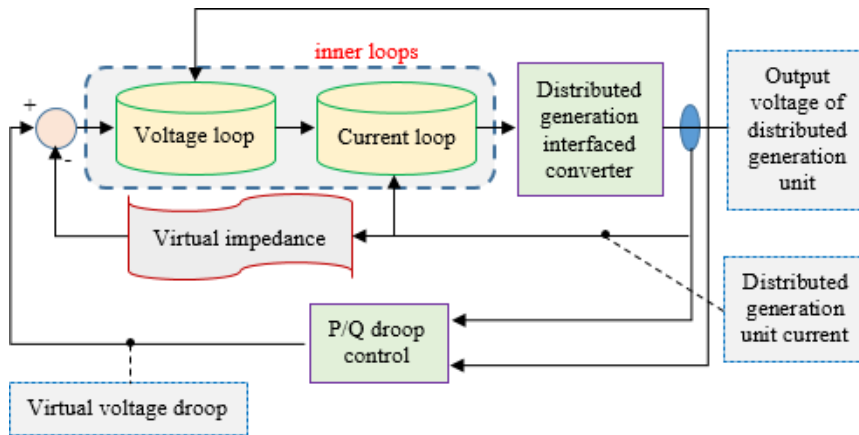 inner loops
+
-
Voltage loop
Current loop
Distributed
generation
interfaced
converter
Output
voltage of
distributed
generation
unit
Virtual impedance
Distributed
generation
unit current
P/Q droop
control
Virtual voltage droop